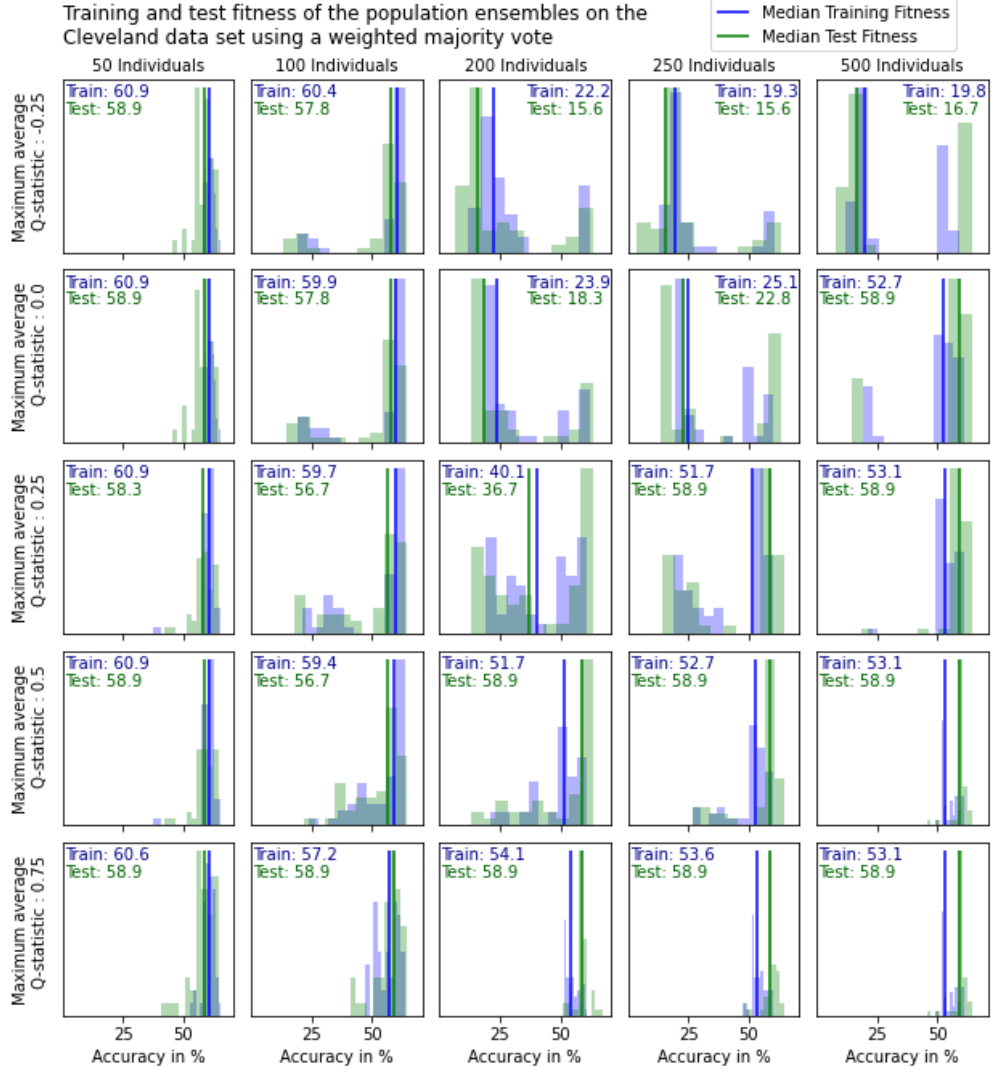 Training and test fitness of the population ensembles on the
Cleveland data set using a weighted majority vote
Median Training Fitness
Median Test Fitness
50 Individuals
100 Individuals
200 Individuals
250 Individuals
500 Individuals
Maximum average
Q-statistic : -0.25
Train: 60.9
Test: 58.9
Train: 60.4
Test: 57.8
Train: 22.2
Test: 15.6
Train: 19.3
Test: 15.6
Train: 19.8
Test: 16.7
Maximum average
Q-statistic : 0.0
Train: 60.9
Test: 58.9
Train: 59.9
Test: 57.8
Train: 23.9
Test: 18.3
Train: 25.1
Test: 22.8
Train: 52.7
Test: 58.9
Maximum average
Q-statistic : 0.25
Train: 60.9
Test: 58.3
Train: 59.7
Test: 56.7
Train: 40.1
Test: 36.7
Train: 51.7
Test: 58.9
Train: 53.1
Test: 58.9
Maximum average
Q-statistic : 0.5
Train: 60.9
Test: 58.9
Train: 59.4
Test: 56.7
Train: 51.7
Test: 58.9
Train: 52.7
Test: 58.9
Train: 53.1
Test: 58.9
Maximum average
Q-statistic : 0.75
Train: 60.6
Test: 58.9
Train: 57.2
Test: 58.9
Train: 54.1
Test: 58.9
Train: 53.6
Test: 58.9
Train: 53.1
Test: 58.9
25 50
25 50
25 50
25 50
25 50
Accuracy in %
Accuracy in %
Accuracy in %
Accuracy in %
Accuracy in %